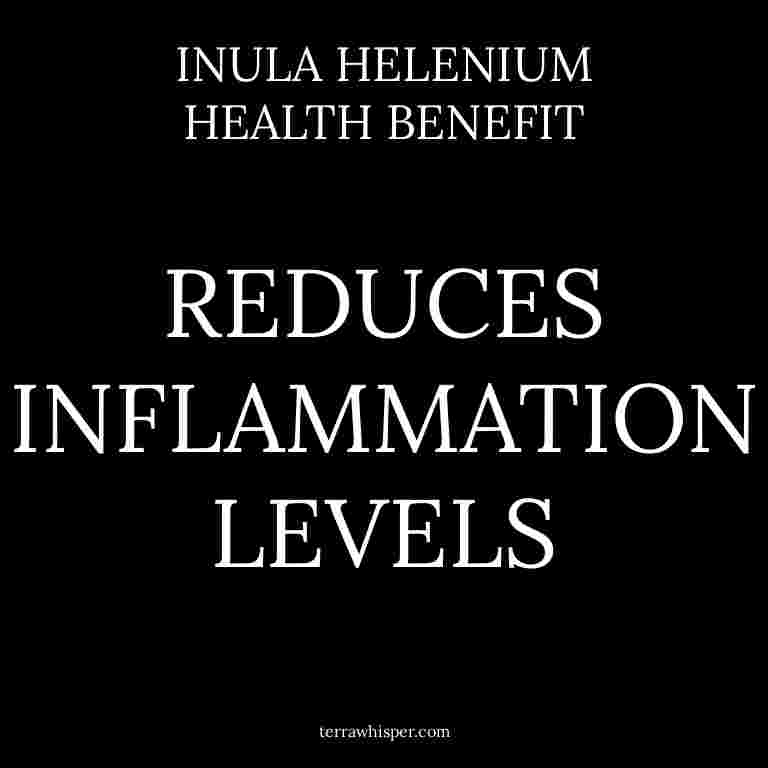 INULA HELENIUM
HEALTH BENEFIT
REDUCES
INFLAMMATION
LEVELS
terrawhisper.com